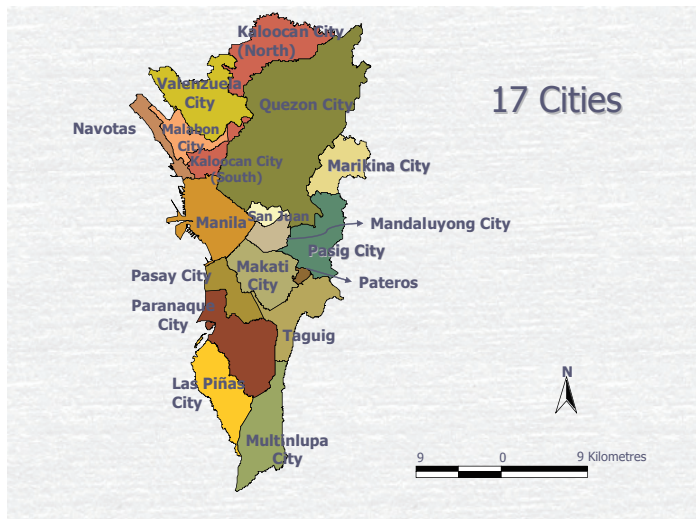 Kaloocan City
(North)
Valenzuela
City
Quezon City
17 Cities
Navotas
Malabon
City
Kaloocan City
(South)
Marikina City
San Juan
Manila
Mandaluyong City
Pasig City
Makati
City
Pasay City
Pateros
Paranaque
City
Taguig
Las Piñas
City
N
Multinlupa
City
9
0
9 Kilometres